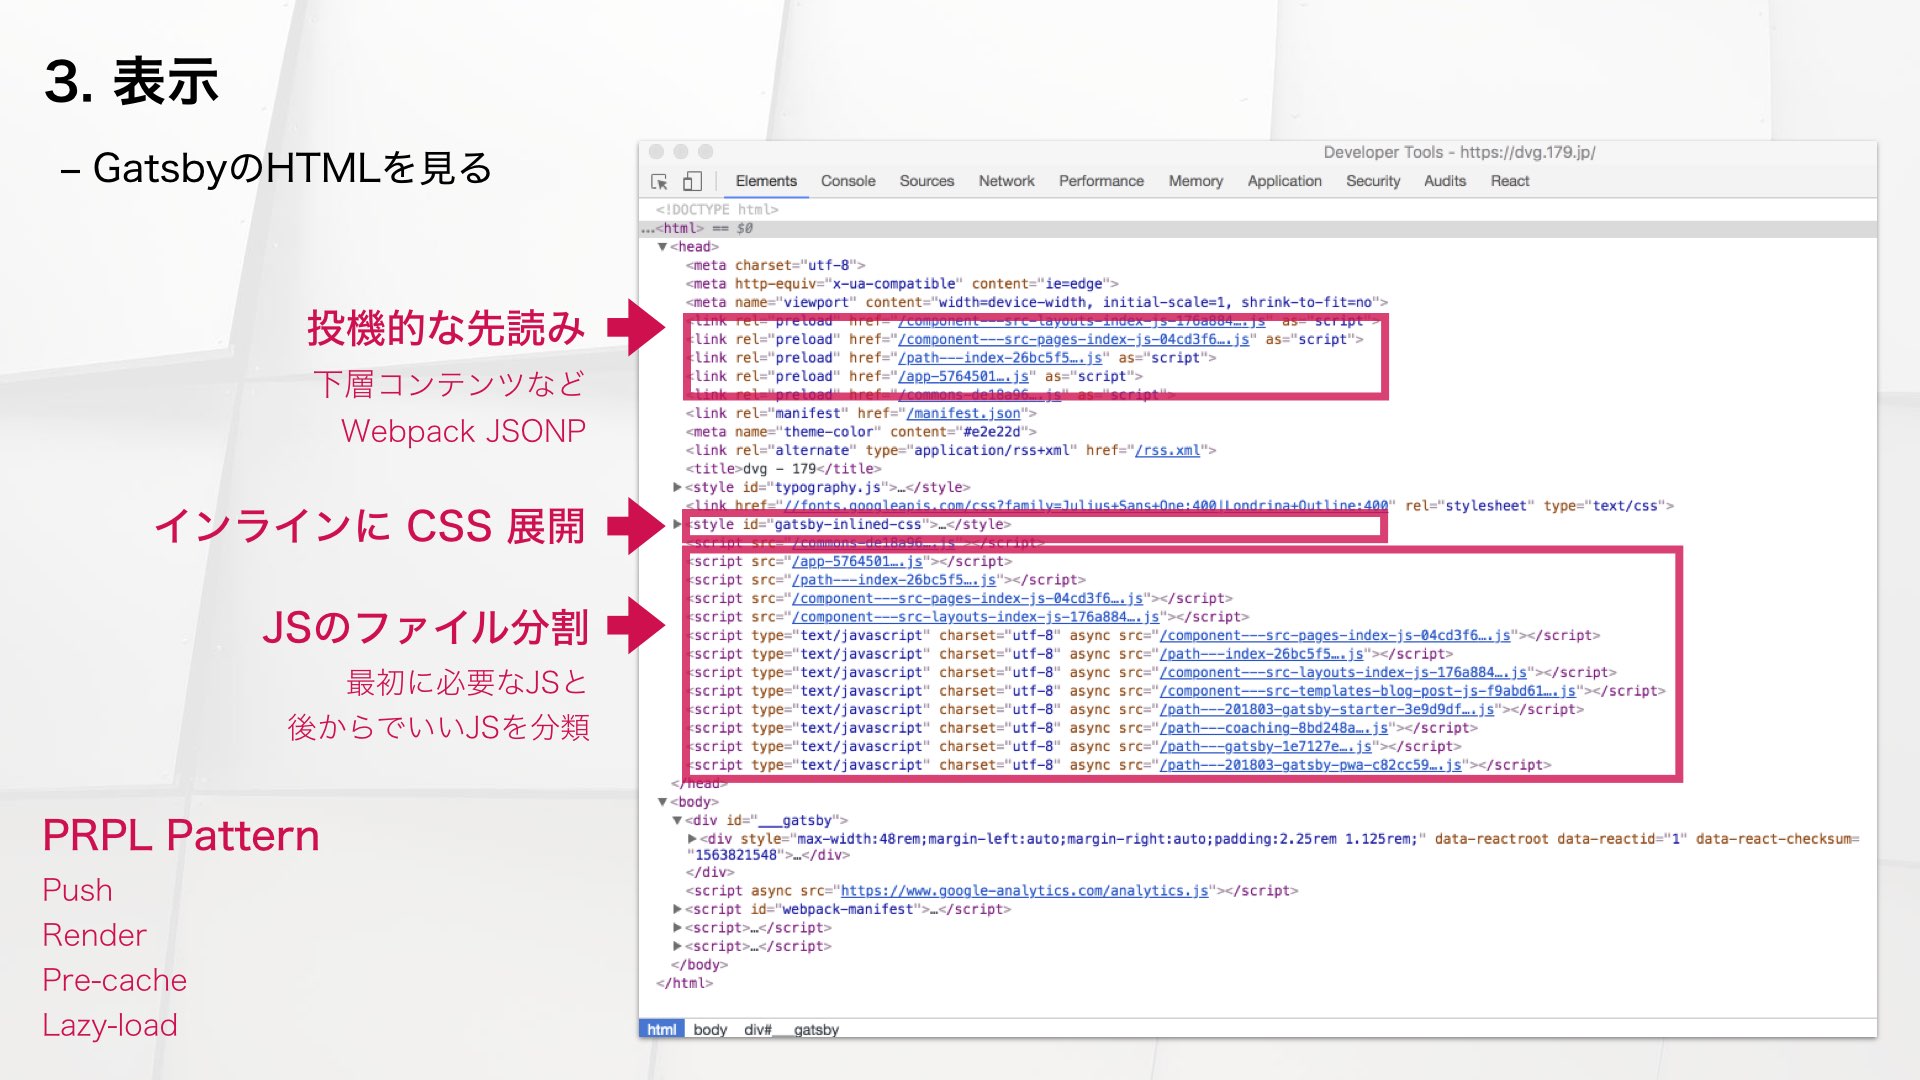 3. 表示
– GatsbyのHTMLを見る
投機的な先読み
下層コンテンツなど
Webpack JSONP
インラインに CSS 展開
JSのファイル分割
最初に必要なJSと
後からでいいJSを分類
PRPL Pattern
Push
Render
Pre-cache
Lazy-load
Developer Tools - https://dvg.179.jp/
Elements Console Sources Network Performance Memory Application Security Audits React
<!DOCTYPE html>
…<html> == $0
▼<head>
<meta charset="utf-8">
<meta http-equiv="x-ua-compatible" content="ie=edge">
<meta name="viewport" content="width=device-width, initial-scale=1, shrink-to-fit=no">
<link rel="preload" href="/component---src-layouts-index-js-176a884….js" as="script">
<link rel="preload" href="/component---src-pages-index-js-04cd3f6….js" as="script">
<link rel="preload" href="/path---index-26bc5f5….js" as="script">
<link rel="preload" href="/app-5764501….js" as="script">
<link rel="preload" href="/commons-de18a96….js" as="script">
<link rel="manifest" href="/manifest.json">
<meta name="theme-color" content="#e2e22d">
<link rel="alternate" type="application/rss+xml" href="/rss.xml">
<title>dvg - 179</title>
▶<style id="typography.js">…</style>
<link href="//fonts.googleapis.com/css?family=Julius+Sans+One:400|Londrina+Outline:400" rel="stylesheet" type="text/css">
▶<style id="gatsby-inlined-css">…</style>
<script src="/commons-de18a96….js"></script>
<script src="/app-5764501….js"></script>
<script src="/path---index-26bc5f5….js"></script>
<script src="/component---src-pages-index-js-04cd3f6….js"></script>
<script src="/component---src-layouts-index-js-176a884….js"></script>
<script type="text/javascript" charset="utf-8" async src="/component---src-pages-index-js-04cd3f6….js"></script>
<script type="text/javascript" charset="utf-8" async src="/path---index-26bc5f5….js"></script>
<script type="text/javascript" charset="utf-8" async src="/component---src-layouts-index-js-176a884….js"></script>
<script type="text/javascript" charset="utf-8" async src="/component---src-templates-blog-post-js-f9abd61….js"></script>
<script type="text/javascript" charset="utf-8" async src="/path---201803-gatsby-starter-3e9d9df….js"></script>
<script type="text/javascript" charset="utf-8" async src="/path---coaching-8bd248a….js"></script>
<script type="text/javascript" charset="utf-8" async src="/path---gatsby-1e7127e….js"></script>
<script type="text/javascript" charset="utf-8" async src="/path---201803-gatsby-pwa-c82cc59….js"></script>
</head>
▼<body>
▼<div id="___gatsby">
▶<div style="max-width:48rem;margin-left:auto;margin-right:auto;padding:2.25rem 1.125rem;" data-reactroot data-reactid="1" data-react-checksum=
"1563821548">…</div>
</div>
<script async src="https://www.google-analytics.com/analytics.js"></script>
▶<script id="webpack-manifest">…</script>
▶<script>…</script>
▶<script>…</script>
</body>
</html>
html body div#___gatsby